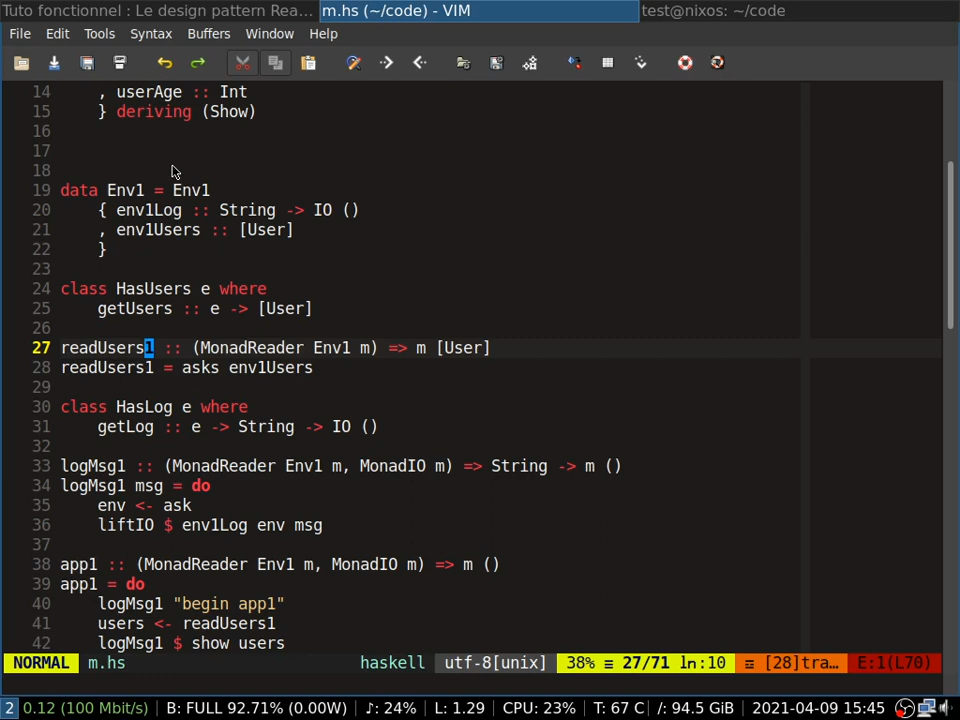 Tuto fonctionnel : Le design pattern Rea... m.hs (~/code) - VIM test@nixos: ~/code
File Edit Tools Syntax Buffers Window Help
14 , userAge :: Int
15 } deriving (Show)
16
17
18
19 data Env1 = Env1
20 { env1Log :: String -> IO ()
21 , env1Users :: [User]
22 }
23
24 class HasUsers e where
25 getUsers :: e -> [User]
26
27 readUsers1 :: (MonadReader Env1 m) => m [User]
28 readUsers1 = asks env1Users
29
30 class HasLog e where
31 getLog :: e -> String -> IO ()
32
33 logMsg1 :: (MonadReader Env1 m, MonadIO m) => String -> m ()
34 logMsg1 msg = do
35 env <- ask
36 liftIO $ env1Log env msg
37
38 app1 :: (MonadReader Env1 m, MonadIO m) => m ()
39 app1 = do
40 logMsg1 "begin app1"
41 users <- readUsers1
42 logMsg1 $ show users
NORMAL m.hs haskell utf-8[unix] 38% ≡ 27/71 ln:10 ≡ [28]tra… E:1(L70)
2 0.12 (100 Mbit/s) B: FULL 92.71% (0.00W) ♪: 24% L: 1.29 CPU: 23% T: 67 C /: 94.5 GiB 2021-04-09 15:45